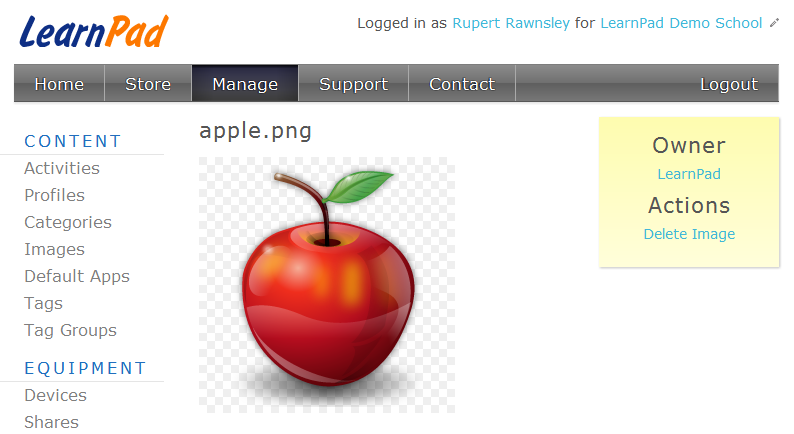 LearnPad
Logged in as Rupert Rawnsley for LearnPad Demo School
Home Store Manage Support Contact Logout
CONTENT
Activities
Profiles
Categories
Images
Default Apps
Tags
Tag Groups
EQUIPMENT
Devices
Shares
apple.png
Owner
LearnPad
Actions
Delete Image